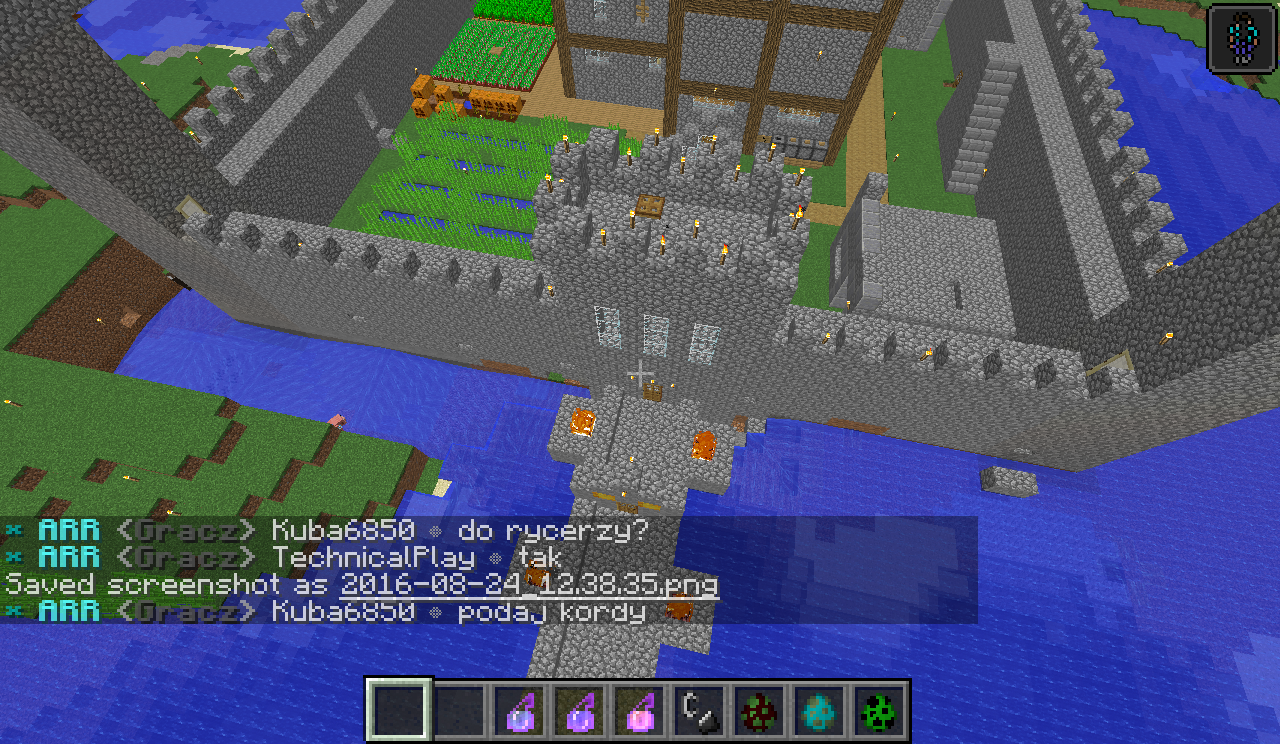 × ARR <Gracz> Kuba6850 ● do rycerzy?
× ARR <Gracz> TechnicalPlay ● tak
Saved screenshot as 2016-08-24_12.38.35.png
× ARR <Gracz> Kuba6850 ● podaj kordy